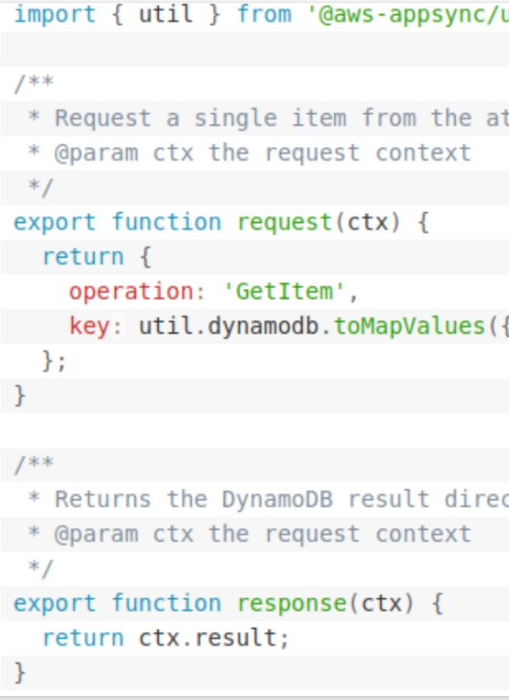 import { util } from '@aws-appsync/u
/**
 * Request a single item from the at
 * @param ctx the request context
 */
export function request(ctx) {
  return {
    operation: 'GetItem',
    key: util.dynamodb.toMapValues({
  };
}
/**
 * Returns the DynamoDB result direc
 * @param ctx the request context
 */
export function response(ctx) {
  return ctx.result;
}